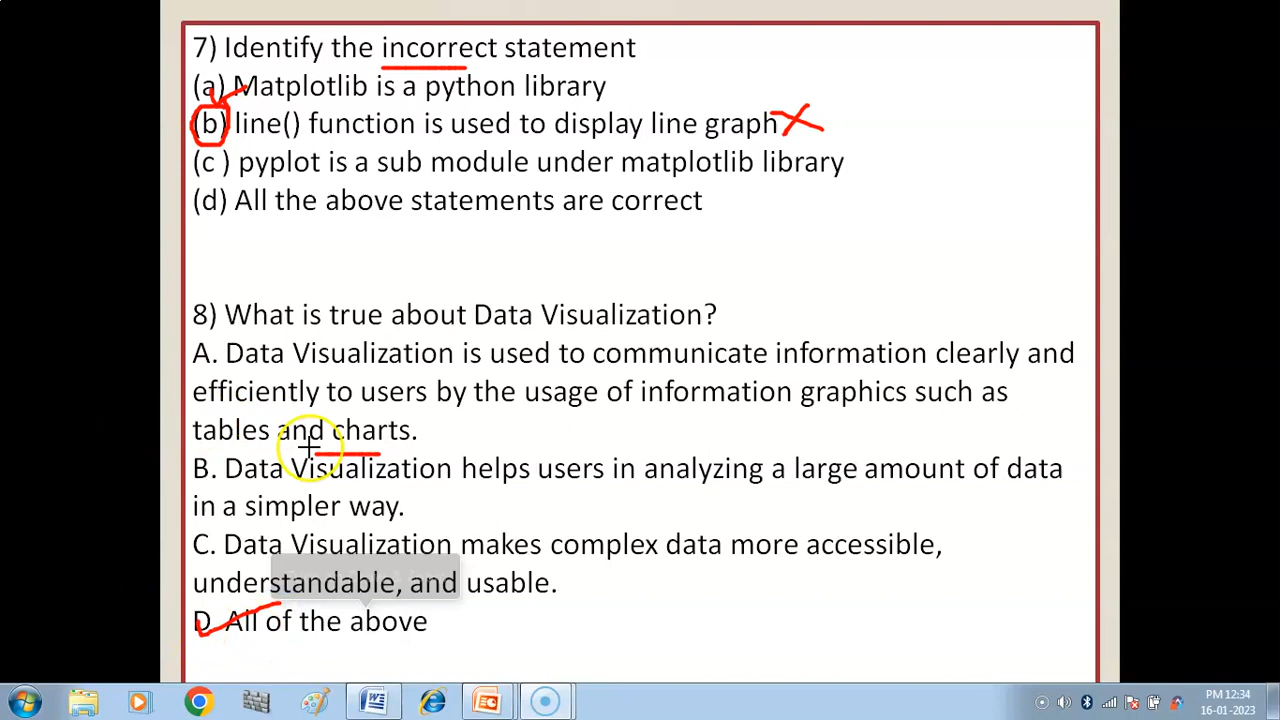 7) Identify the incorrect statement
(a) Matplotlib is a python library
(b) line() function is used to display line graph
(c ) pyplot is a sub module under matplotlib library
(d) All the above statements are correct
8) What is true about Data Visualization?
A. Data Visualization is used to communicate information clearly and
efficiently to users by the usage of information graphics such as
tables and charts.
B. Data Visualization helps users in analyzing a large amount of data
in a simpler way.
C. Data Visualization makes complex data more accessible,
understandable, and usable.
D. All of the above
PM 12:34
16-01-2023